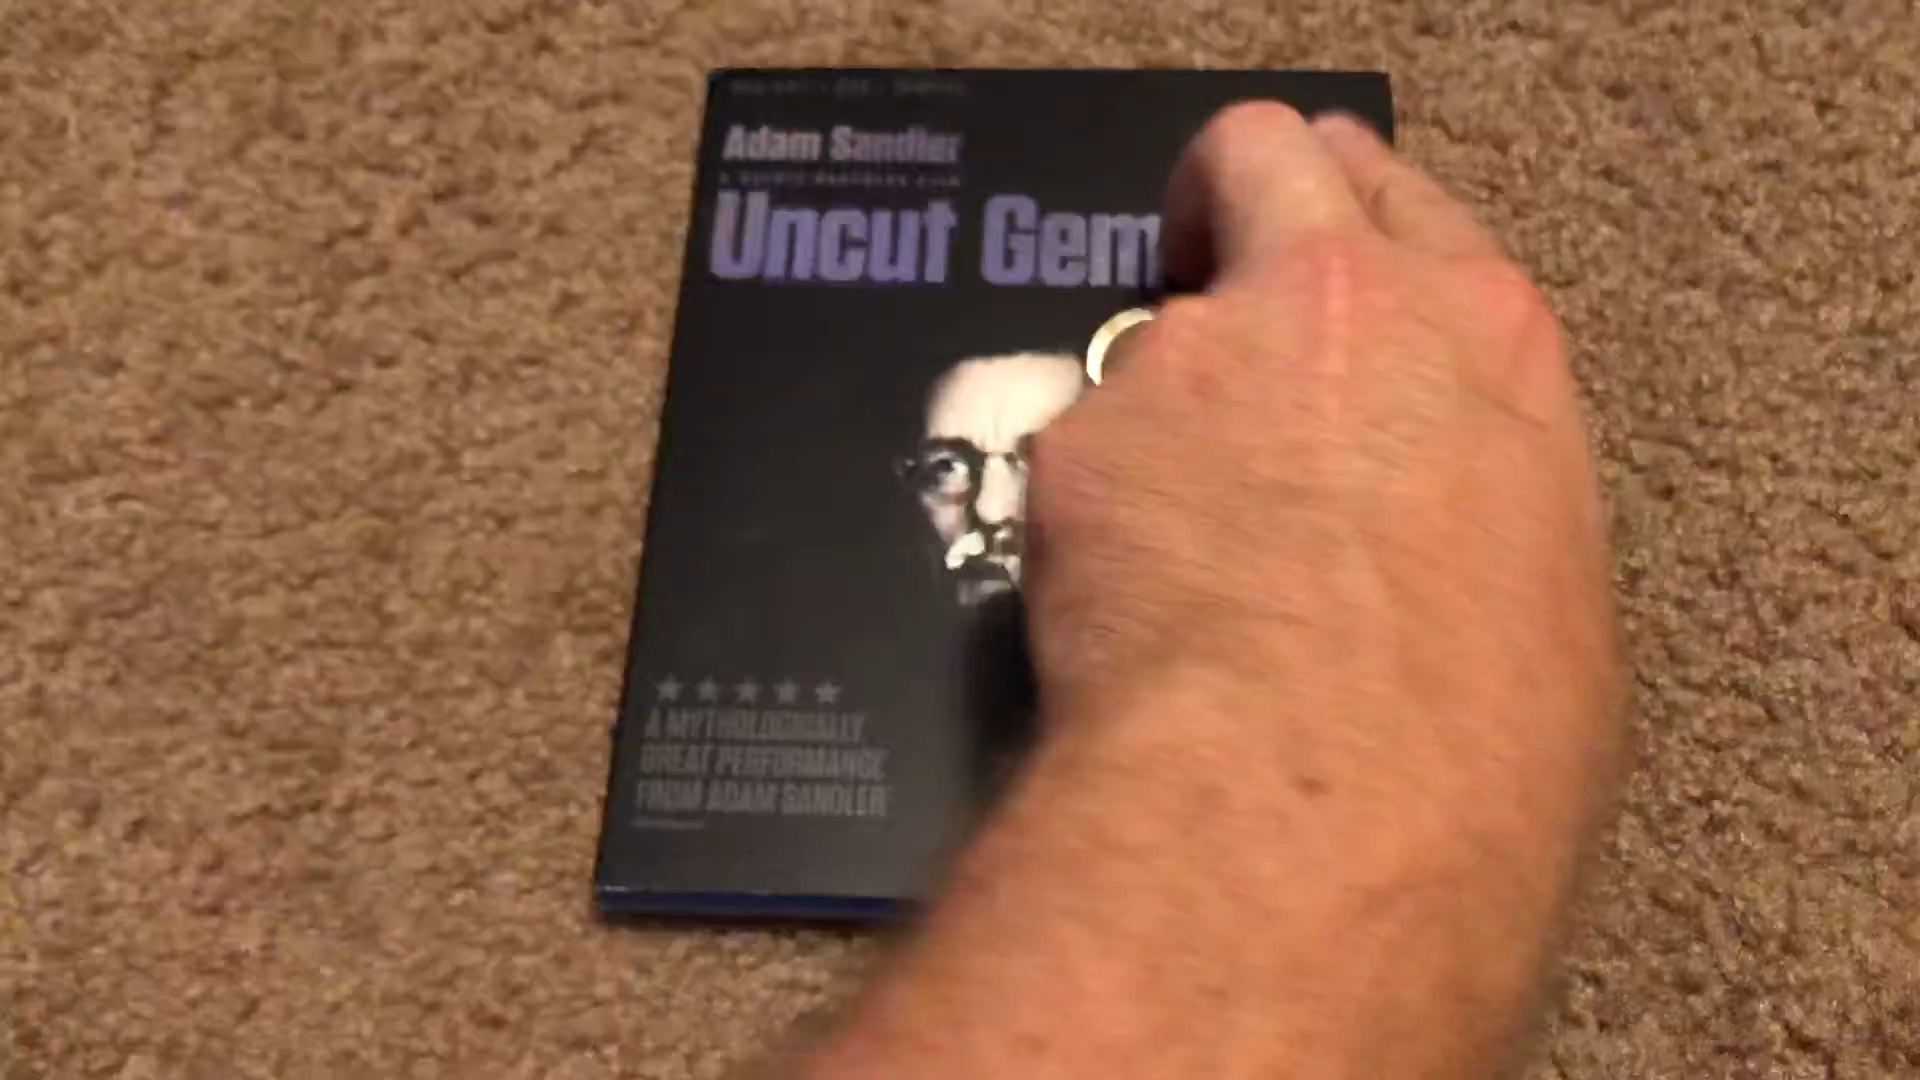 Adam Sandler
Uncut Gem
A MYTHOLOGICALLY
GREAT PERFORMANCE
FROM ADAM SANDLER